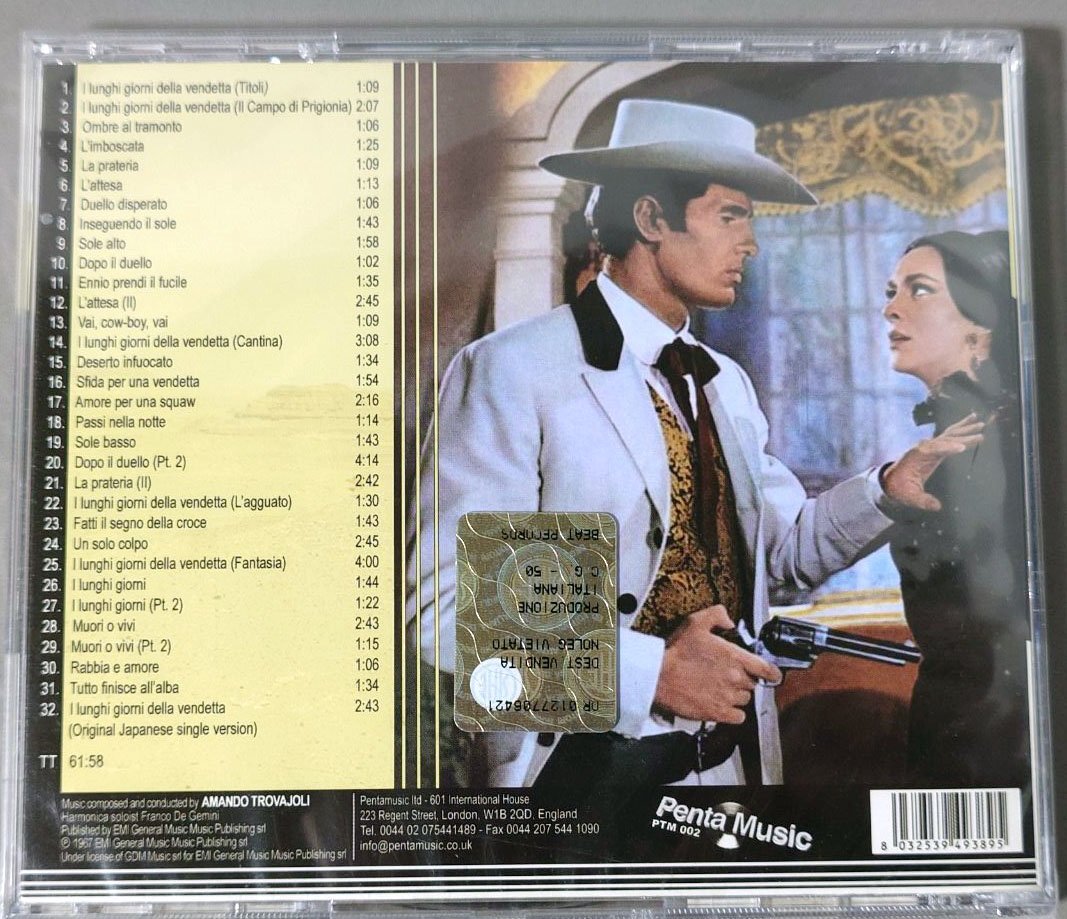 1. I lunghi giorni della vendetta (Titoli) 1:09
2. I lunghi giorni della vendetta (Il Campo di Prigionia) 2:07
3. Ombre al tramonto 1:06
4. L'imboscata 1:25
5. La prateria 1:09
6. L'attesa 1:13
7. Duello disperato 1:06
8. Inseguendo il sole 1:43
9. Sole alto 1:58
10. Dopo il duello 1:02
11. Ennio prendi il fucile 1:35
12. L'attesa (II) 2:45
13. Vai, cow-boy, vai 1:09
14. I lunghi giorni della vendetta (Cantina) 3:08
15. Deserto infuocato 1:34
16. Sfida per una vendetta 1:54
17. Amore per una squaw 2:16
18. Passi nella notte 1:14
19. Sole basso 1:43
20. Dopo il duello (Pt. 2) 4:14
21. La prateria (II) 2:42
22. I lunghi giorni della vendetta (L'agguato) 1:30
23. Fatti il segno della croce 1:43
24. Un solo colpo 2:45
25. I lunghi giorni della vendetta (Fantasia) 4:00
26. I lunghi giorni 1:44
27. I lunghi giorni (Pt. 2) 1:22
28. Muori o vivi 2:43
29. Muori o vivi (Pt. 2) 1:15
30. Rabbia e amore 1:06
31. Tutto finisce all'alba 1:34
32. I lunghi giorni della vendetta 2:43
(Original Japanese single version)
TT 61:58
Music composed and conducted by AMANDO TROVAJOLI
Harmonica soloist Franco De Gemini
Published by EMI General Music Music Publishing srl
℗ 1967 EMI General Music Music Publishing srl
Under license of GDM Music srl for EMI General Music Music Publishing srl
Pentamusic ltd - 601 International House
223 Regent Street, London, W1B 2QD, England
Tel. 0044 02 075441489 - Fax 0044 207 544 1090
info@pentamusic.co.uk
Penta Music
PTM 002
8 032539 493895
DR 0127706421
DEST VENDITA
NOLEG VIETATO
PRODUZIONE
ITALIANA
C.G. - 50
BEAT RECORDS